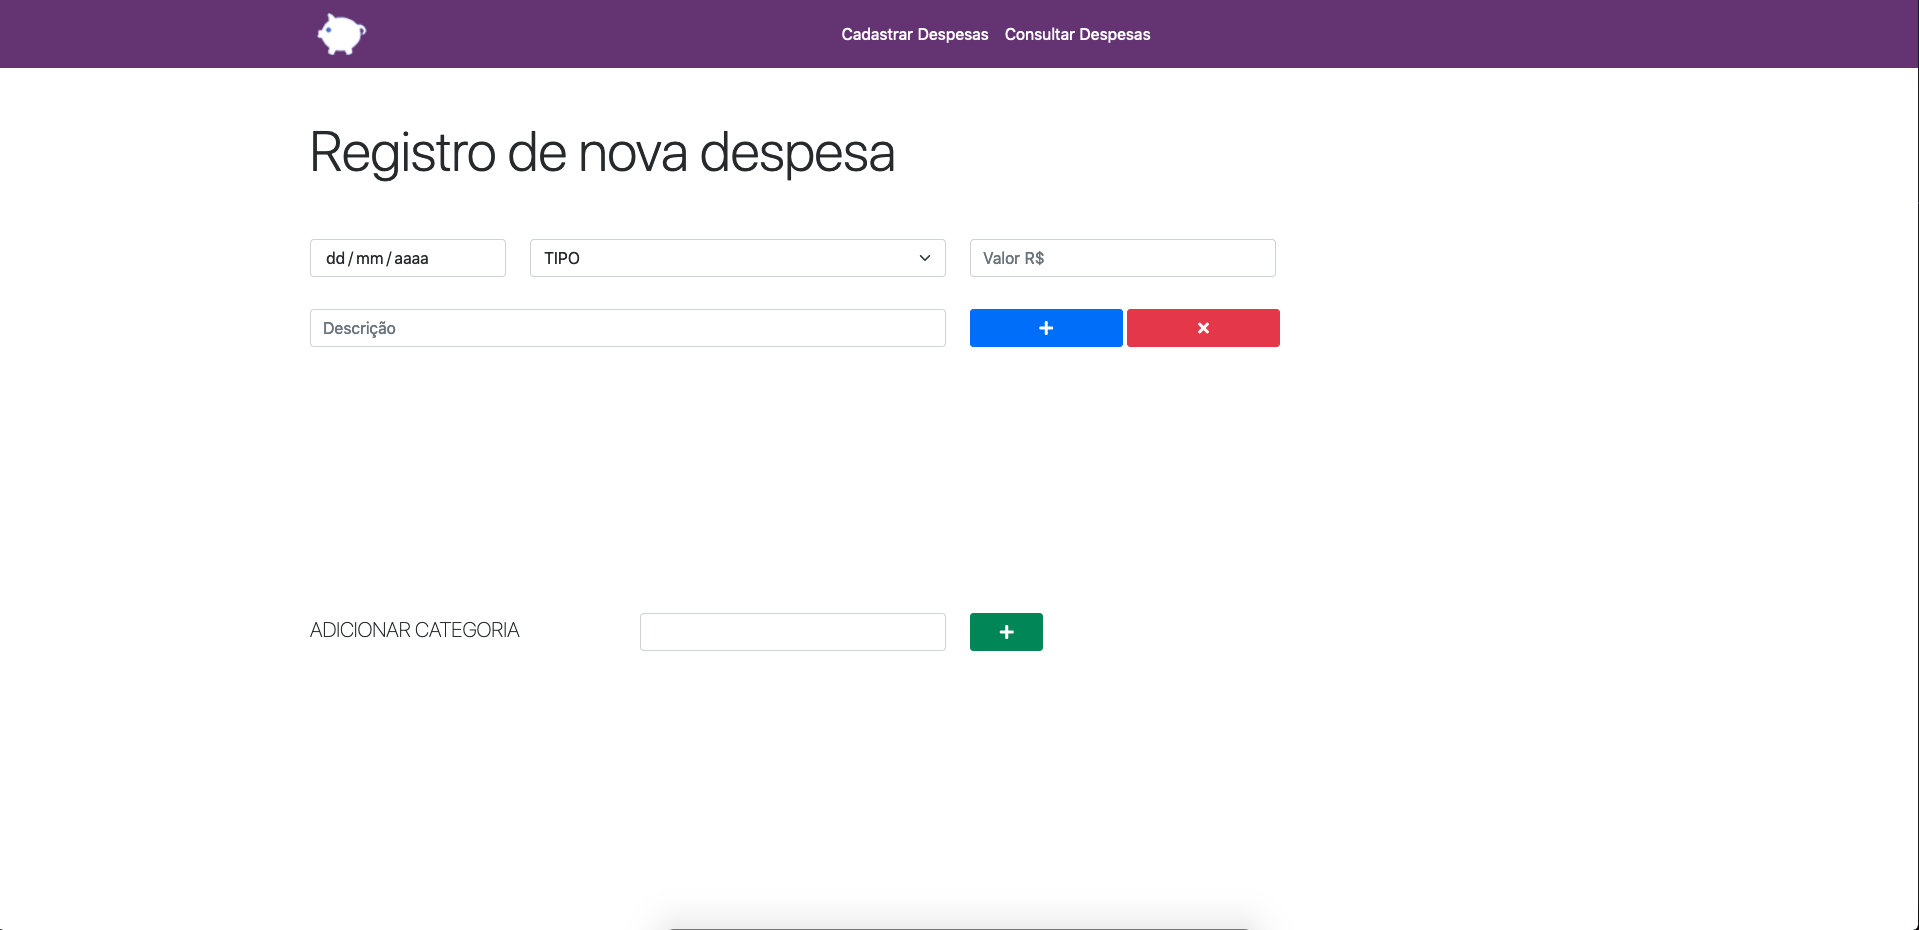 Cadastrar Despesas Consultar Despesas
Registro de nova despesa
dd/mm/aaaa TIPO Valor R$
Descrição
ADICIONAR CATEGORIA